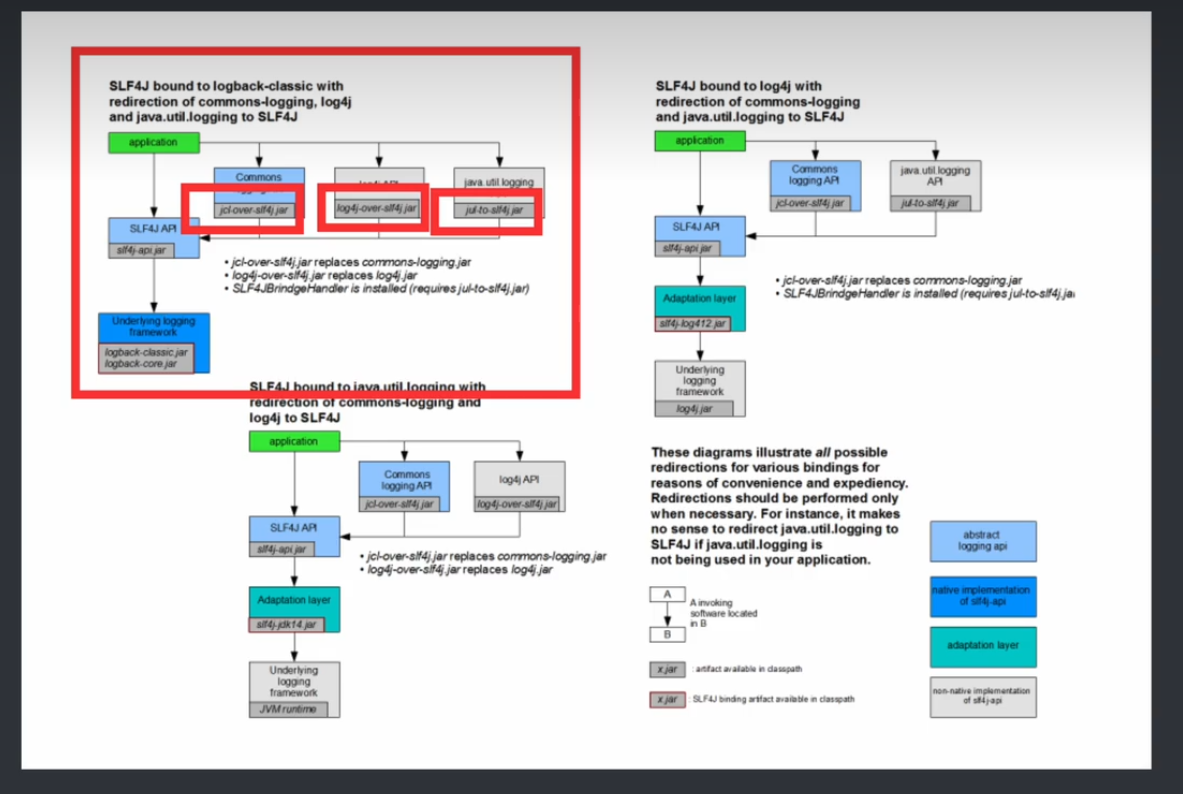 SLF4J bound to logback-classic with
redirection of commons-logging, log4j
and java.util.logging to SLF4J
application
Commons
java.util.logging
jcl-over-slf4j.jar
log4j-over-slf4j.jar
jul-to-slf4j.jar
SLF4J API
slf4j-api.jar
• jcl-over-slf4j.jar replaces commons-logging.jar
• log4j-over-slf4j.jar replaces log4j.jar
• SLF4JBrindgeHandler is installed (requires jul-to-slf4j.jar)
Underlying logging
framework
logback-classic.jar
logback-core.jar
SLF4J bound to log4j with
redirection of commons-logging
and java.util.logging to SLF4J
application
Commons
logging API
jcl-over-slf4j.jar
java.util.logging
API
jul-to-slf4j.jar
SLF4J API
slf4j-api.jar
• jcl-over-slf4j.jar replaces commons-logging.jar
• SLF4JBrindgeHandler is installed (requires jul-to-slf4j.ja
Adaptation layer
slf4j-log412.jar
Underlying
logging
framework
log4j.jar
SLF4J bound to java.util.logging with
redirection of commons-logging and
log4j to SLF4J
application
Commons
logging API
jcl-over-slf4j.jar
log4j API
log4j-over-slf4j.jar
SLF4J API
slf4j-api.jar
• jcl-over-slf4j.jar replaces commons-logging.jar
• log4j-over-slf4j.jar replaces log4j.jar
Adaptation layer
slf4j-jdk14.jar
Underlying
logging
framework
JVM runtime
These diagrams illustrate all possible
redirections for various bindings for
reasons of convenience and expediency.
Redirections should be performed only
when necessary. For instance, it makes
no sense to redirect java.util.logging to
SLF4J if java.util.logging is
not being used in your application.
A
A invoking
software located
in B
B
x.jar : artifact available in classpath
x.jar : SLF4J binding artifact available in classpath
abstract
logging api
native implementation
of slf4j-api
adaptation layer
non-native implementation
of slf4j-api